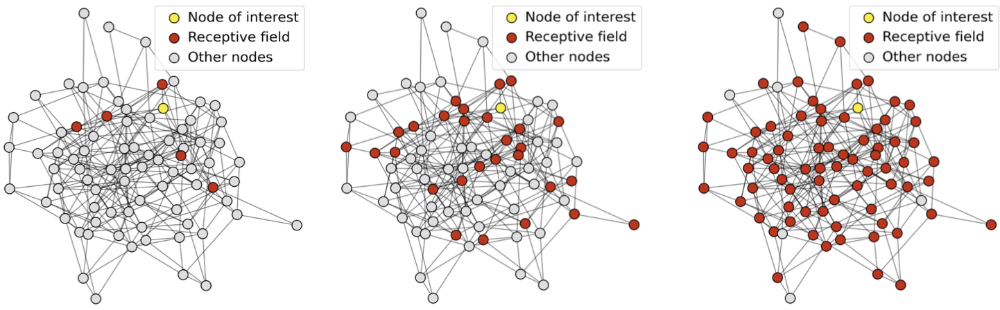 Node of interest
Receptive field
Other nodes
Node of interest
Receptive field
Other nodes
Node of interest
Receptive field
Other nodes